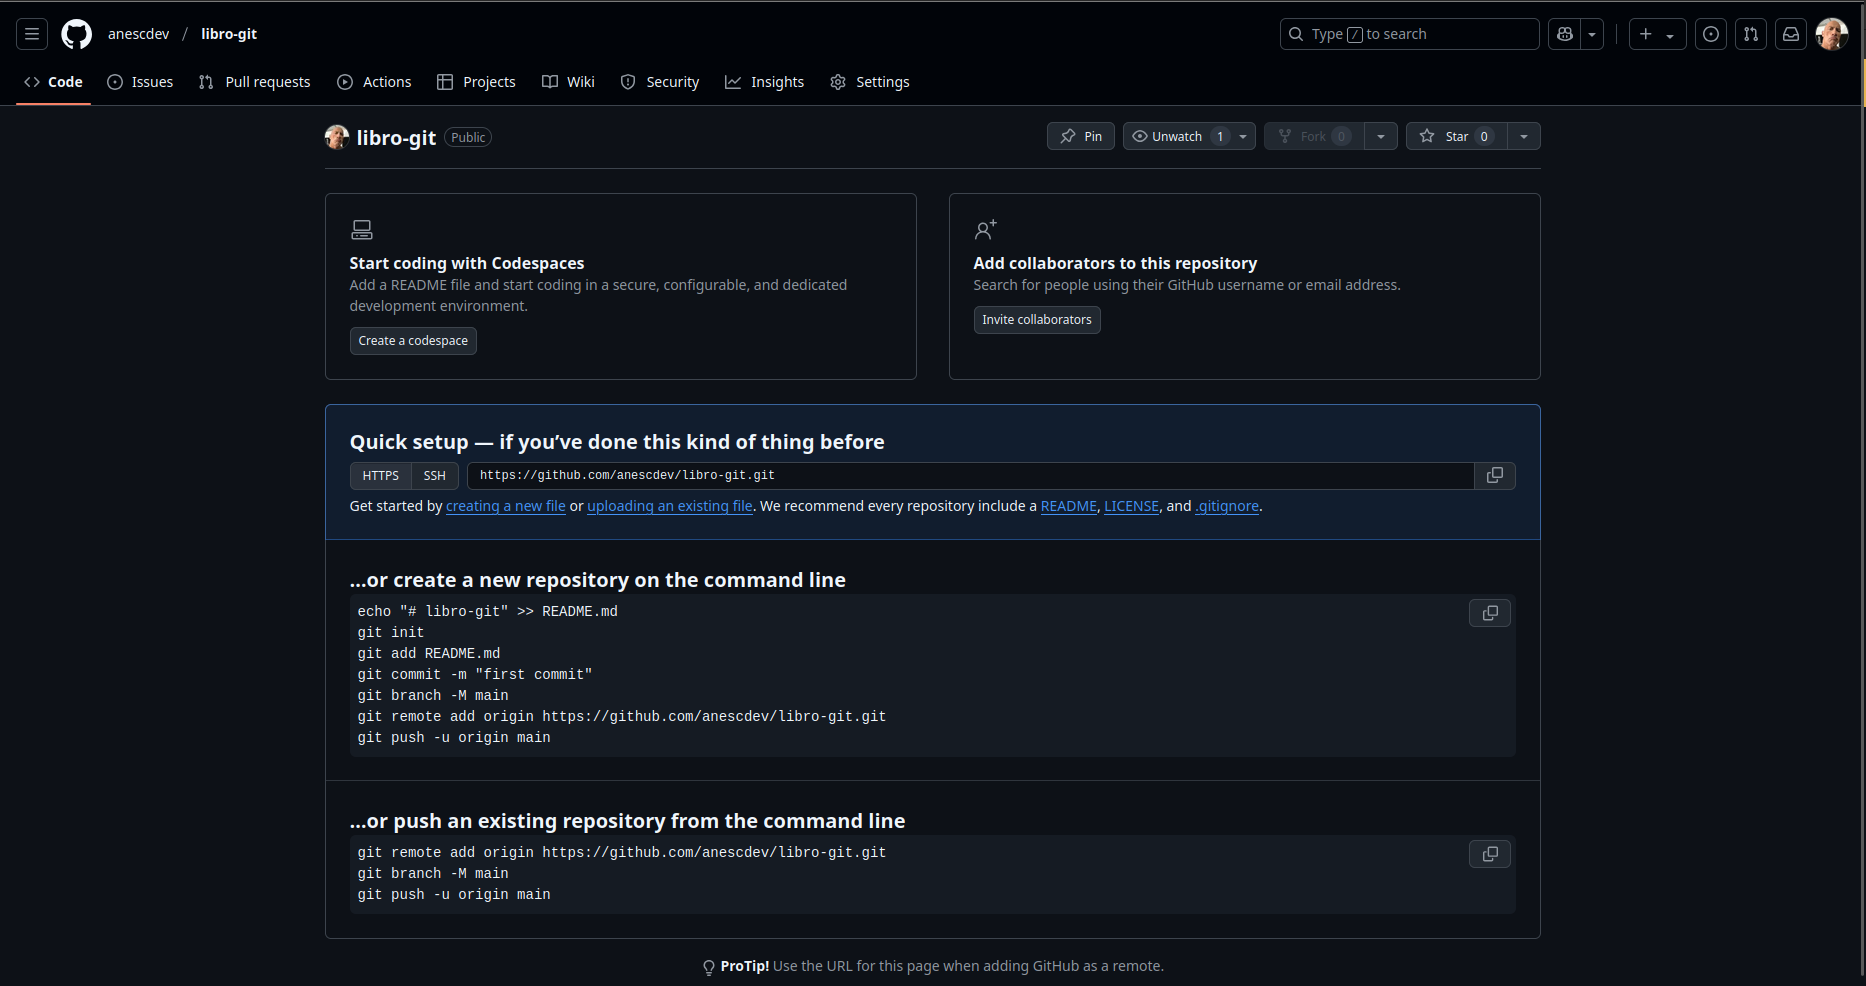 anescdev / libro-git
Type / to search
Code Issues Pull requests Actions Projects Wiki Security Insights Settings
libro-git Public
Pin Unwatch 1 Fork 0 Star 0
Start coding with Codespaces
Add a README file and start coding in a secure, configurable, and dedicated
development environment.
Create a codespace
Add collaborators to this repository
Search for people using their GitHub username or email address.
Invite collaborators
Quick setup — if you’ve done this kind of thing before
HTTPS SSH https://github.com/anescdev/libro-git.git
Get started by creating a new file or uploading an existing file. We recommend every repository include a README, LICENSE, and .gitignore.
…or create a new repository on the command line
echo "# libro-git" >> README.md
git init
git add README.md
git commit -m "first commit"
git branch -M main
git remote add origin https://github.com/anescdev/libro-git.git
git push -u origin main
…or push an existing repository from the command line
git remote add origin https://github.com/anescdev/libro-git.git
git branch -M main
git push -u origin main
ProTip! Use the URL for this page when adding GitHub as a remote.